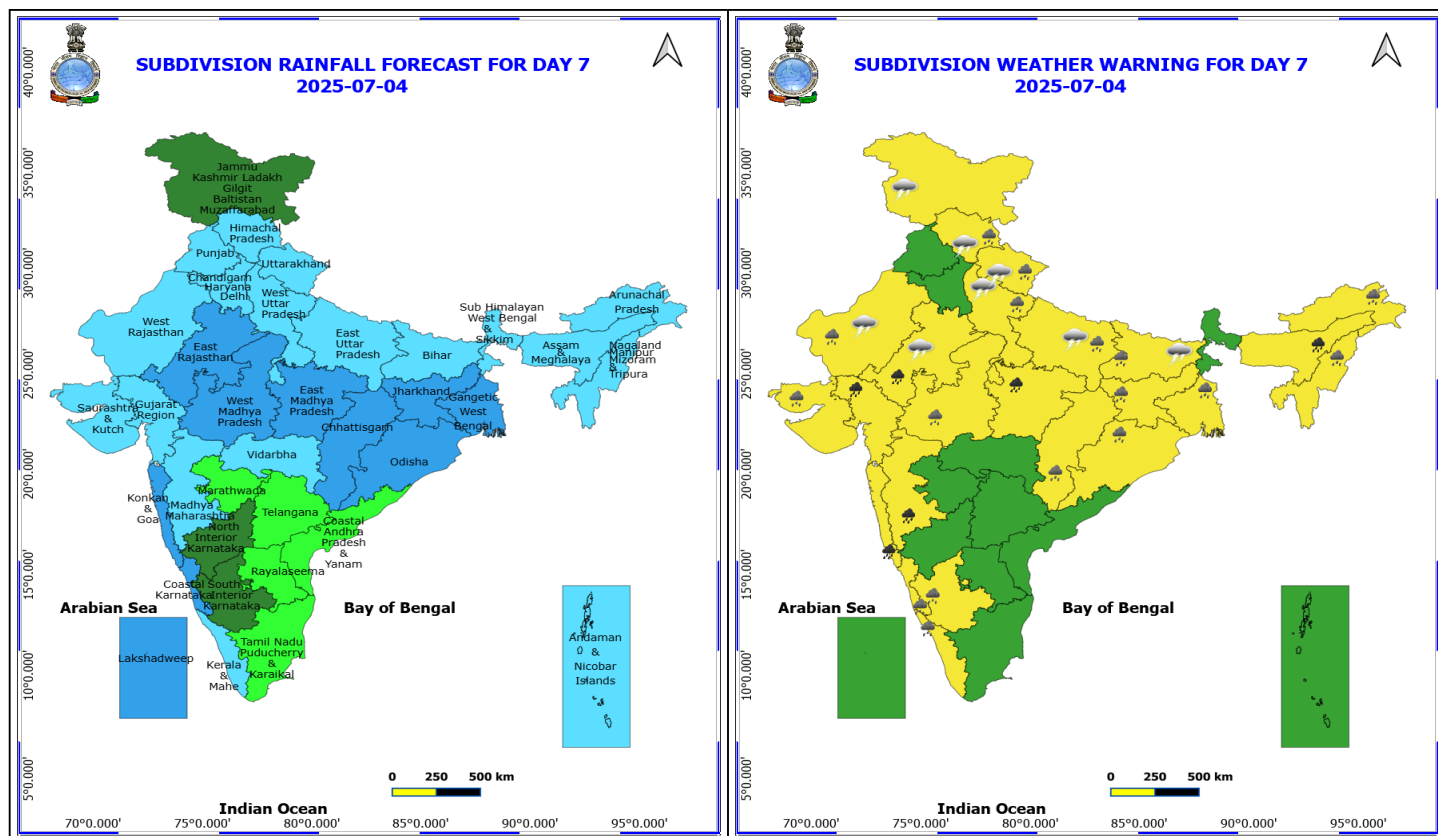 SUBDIVISION RAINFALL FORECAST FOR DAY 7
2025-07-04
40°0.000'
35°0.000'
30°0.000'
25°0.000'
20°0.000'
15°0.000'
10°0.000'
5°0.000'
Jammu
Kashmir Ladakh
Gilgit
Baltistan
Muzaffarabad
Himachal
Pradesh
Punjab
Uttarakhand
Chandigarh
Haryana
Delhi
West
Uttar
Pradesh
West
Rajasthan
East
Rajasthan
East
Uttar
Pradesh
Bihar
Sub Himalayan
West Bengal
&
Sikkim
Arunachal
Pradesh
Assam
&
Meghalaya
Nagaland
Manipur
Mizoram
&
Tripura
Saurashtra
&
Kutch
Gujarat
Region
West
Madhya
Pradesh
East
Madhya
Pradesh
Jharkhand
Gangetic
West
Bengal
Chhattisgarh
Odisha
Vidarbha
Konkan
&
Goa
Madhya
Maharashtra
Marathwada
Telangana
North
Interior
Karnataka
Coastal
Andhra
Pradesh
&
Yanam
Rayalaseema
Coastal
Karnataka
South
Interior
Karnataka
Tamil Nadu
Puducherry
&
Karaikal
Kerala
&
Mahe
Lakshadweep
Andaman
&
Nicobar
Islands
Arabian Sea
Bay of Bengal
0 250 500 km
Indian Ocean
70°0.000' 75°0.000' 80°0.000' 85°0.000' 90°0.000' 95°0.000'
SUBDIVISION WEATHER WARNING FOR DAY 7
2025-07-04
40°0.000'
35°0.000'
30°0.000'
25°0.000'
20°0.000'
15°0.000'
10°0.000'
5°0.000'
Arabian Sea
Bay of Bengal
0 250 500 km
Indian Ocean
70°0.000' 75°0.000' 80°0.000' 85°0.000' 90°0.000' 95°0.000'